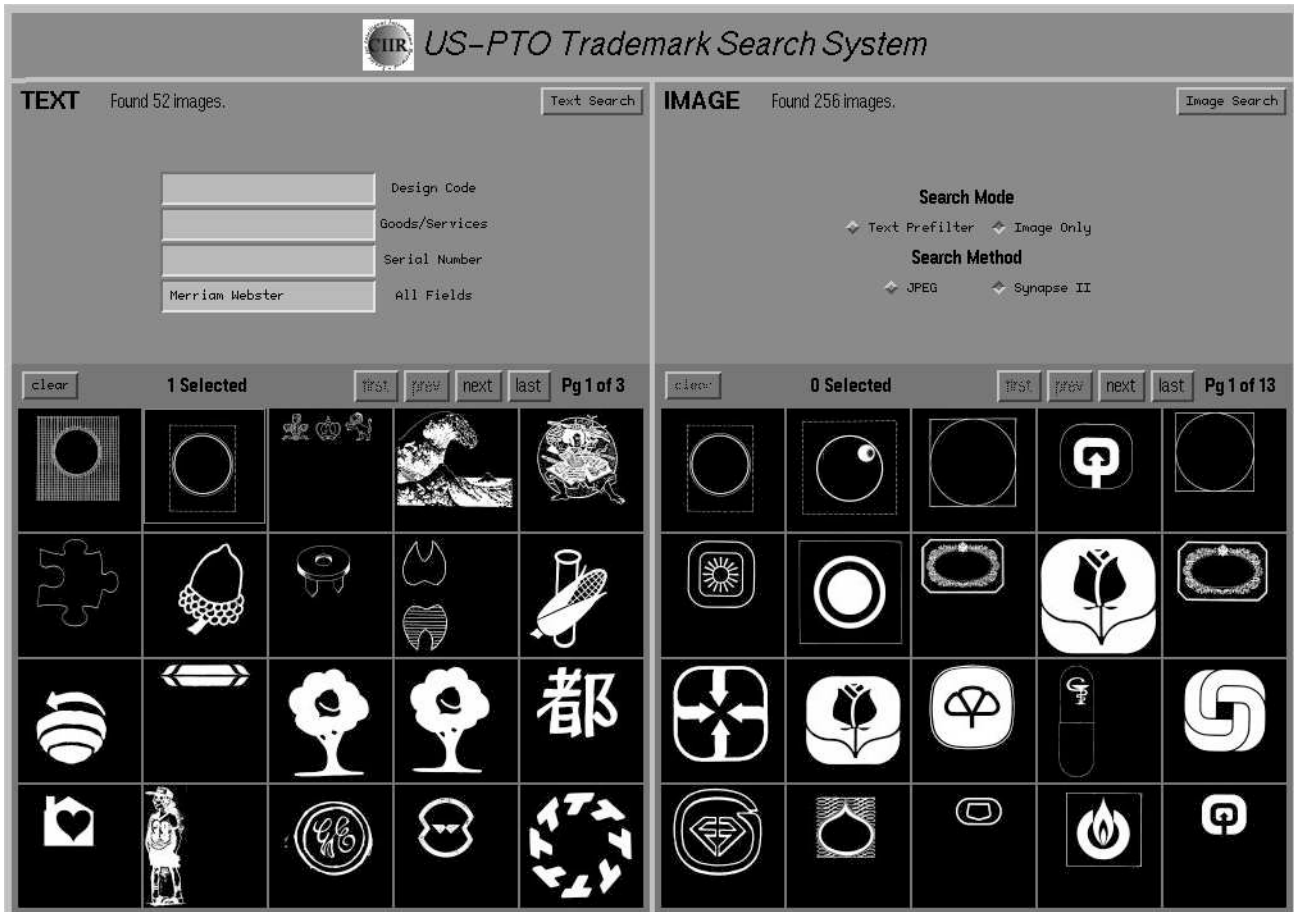 CIIR
US-PTO Trademark Search System
TEXT Found 52 images. Text Search
Design Code
Goods/Services
Serial Number
Merriam Webster All Fields
clear 1 Selected first prev next last Pg 1 of 3
IMAGE Found 256 images. Image Search
Search Mode
Text Prefilter Image Only
Search Method
JPEG Synapse II
clear 0 Selected first prev next last Pg 1 of 13
都